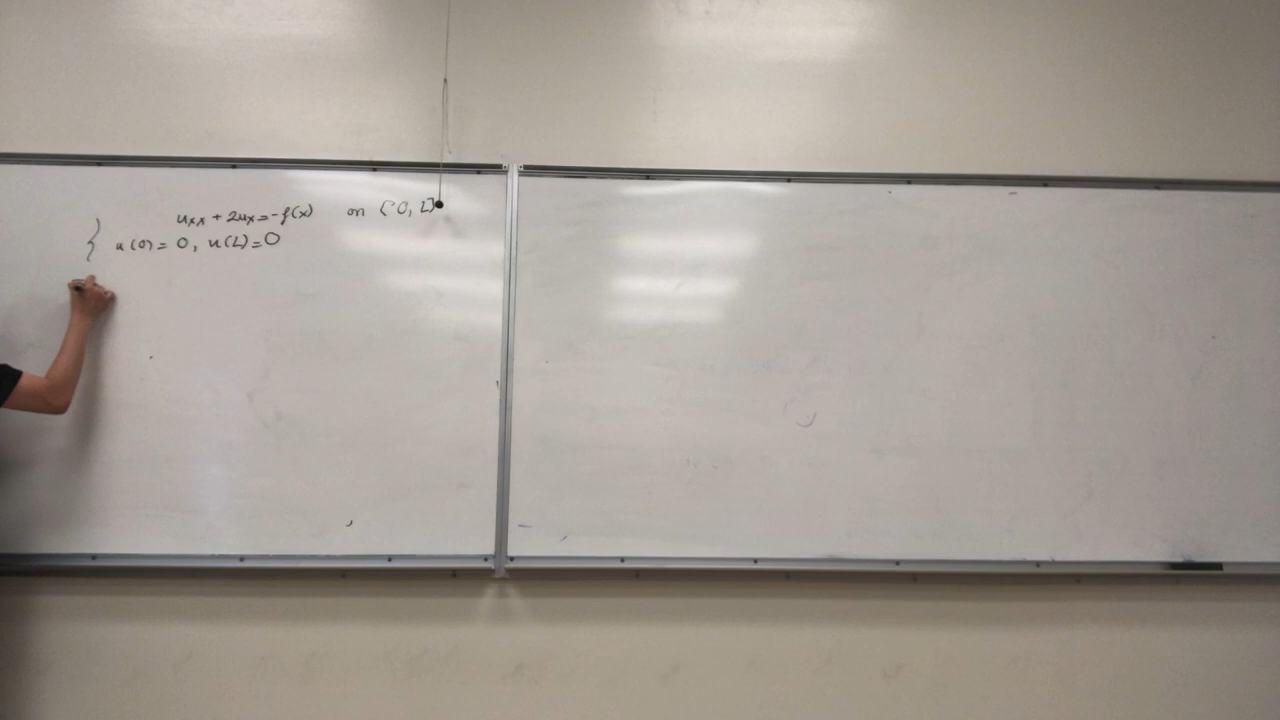 { uxx + 2ux = -f(x) on [0, L]
u(0) = 0, u(L) = 0